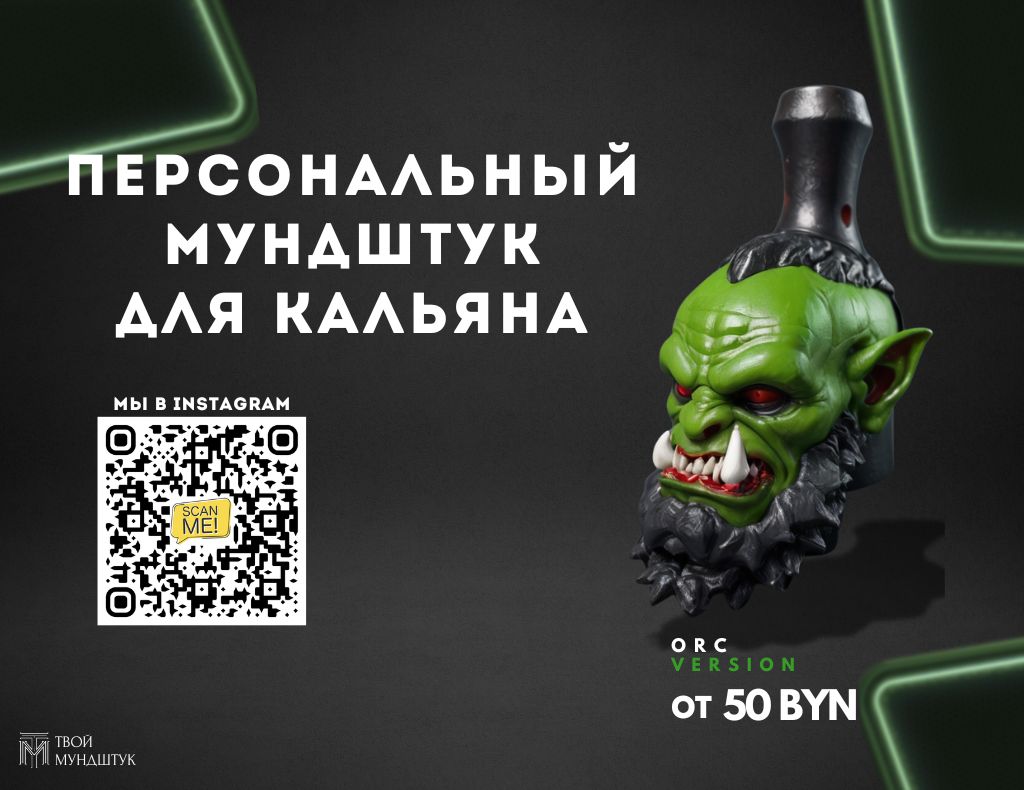 ПЕРСОНАЛЬНЫЙ
МУНДШТУК
ДЛЯ КАЛЬЯНА
МЫ В INSTAGRAM
SCAN
ME!
ORC
VERSION
ОТ 50 BYN
ТВОЙ
МУНДШТУК